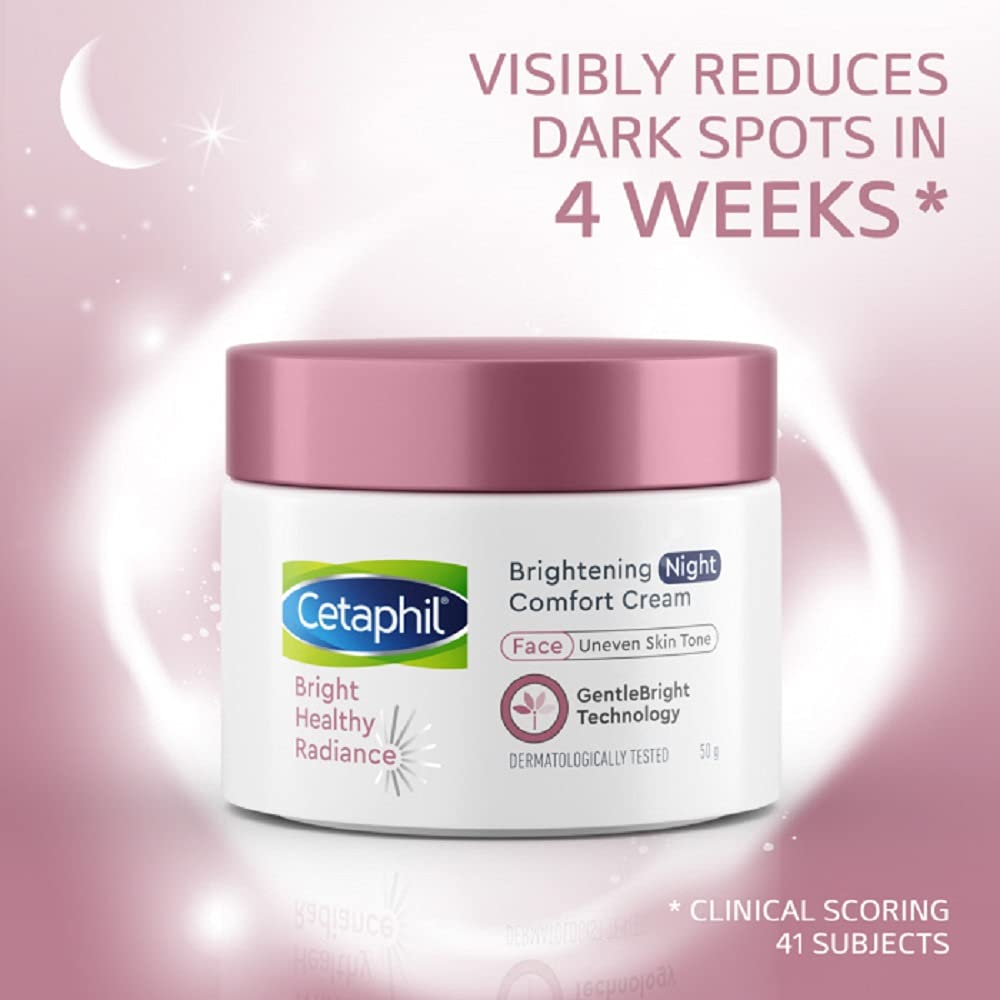 VISIBLY REDUCES
DARK SPOTS IN
4 WEEKS*
Cetaphil®
Bright
Healthy
Radiance
Brightening Night
Comfort Cream
Face Uneven Skin Tone
GentleBright
Technology
DERMATOLOGICALLY TESTED 50 g
* CLINICAL SCORING
41 SUBJECTS